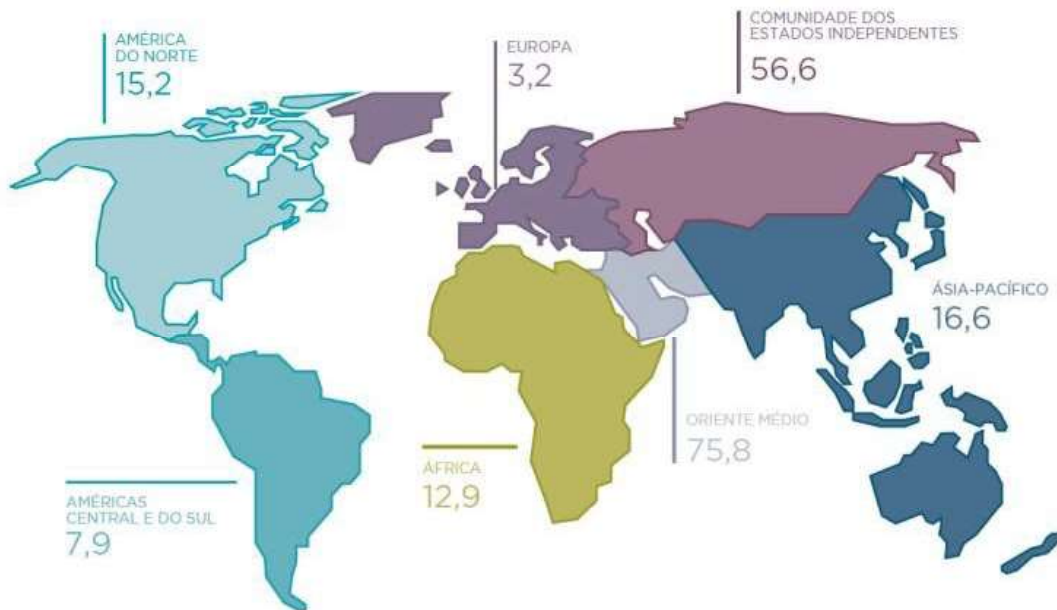 AMÉRICA
DO NORTE
15,2
EUROPA
3,2
COMUNIDADE DOS
ESTADOS INDEPENDENTES
56,6
ÁSIA-PACÍFICO
16,6
ORIENTE MÉDIO
75,8
ÁFRICA
12,9
AMÉRICAS
CENTRAL E DO SUL
7,9